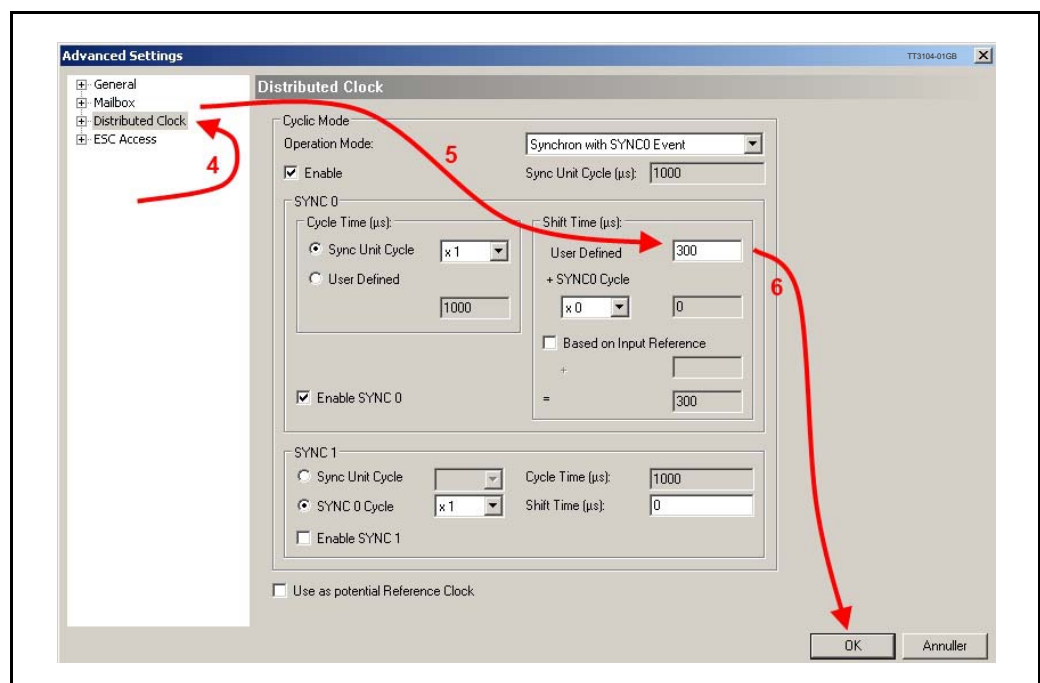 Advanced Settings
TT3104-01GB
General
Mailbox
Distributed Clock
ESC Access
4
Distributed Clock
Cyclic Mode
Operation Mode:
Synchron with SYNC0 Event
5
Enable
Sync Unit Cycle (µs):
1000
SYNC 0
Cycle Time (µs):
Sync Unit Cycle
x 1
User Defined
1000
Shift Time (µs):
User Defined
300
+ SYNC0 Cycle
x 0
0
6
Based on Input Reference
+
Enable SYNC 0
=
300
SYNC 1
Sync Unit Cycle
Cycle Time (µs):
1000
SYNC 0 Cycle
x 1
Shift Time (µs):
0
Enable SYNC 1
Use as potential Reference Clock
OK
Annuller